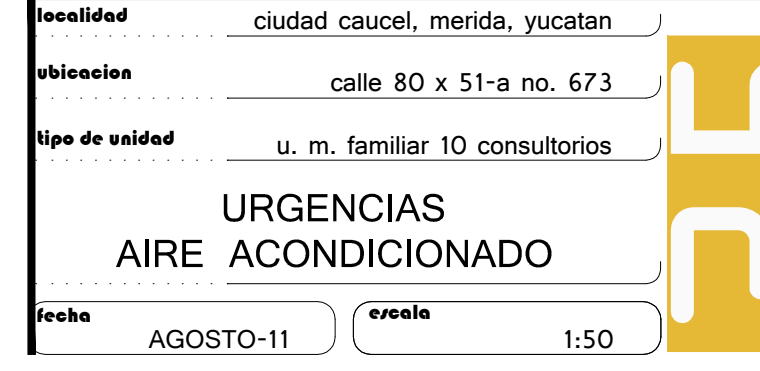 localidad ciudad caucel, merida, yucatan
ubicacion calle 80 x 51-a no. 673
tipo de unidad u. m. familiar 10 consultorios
URGENCIAS
AIRE ACONDICIONADO
fecha escala
AGOSTO-11 1:50